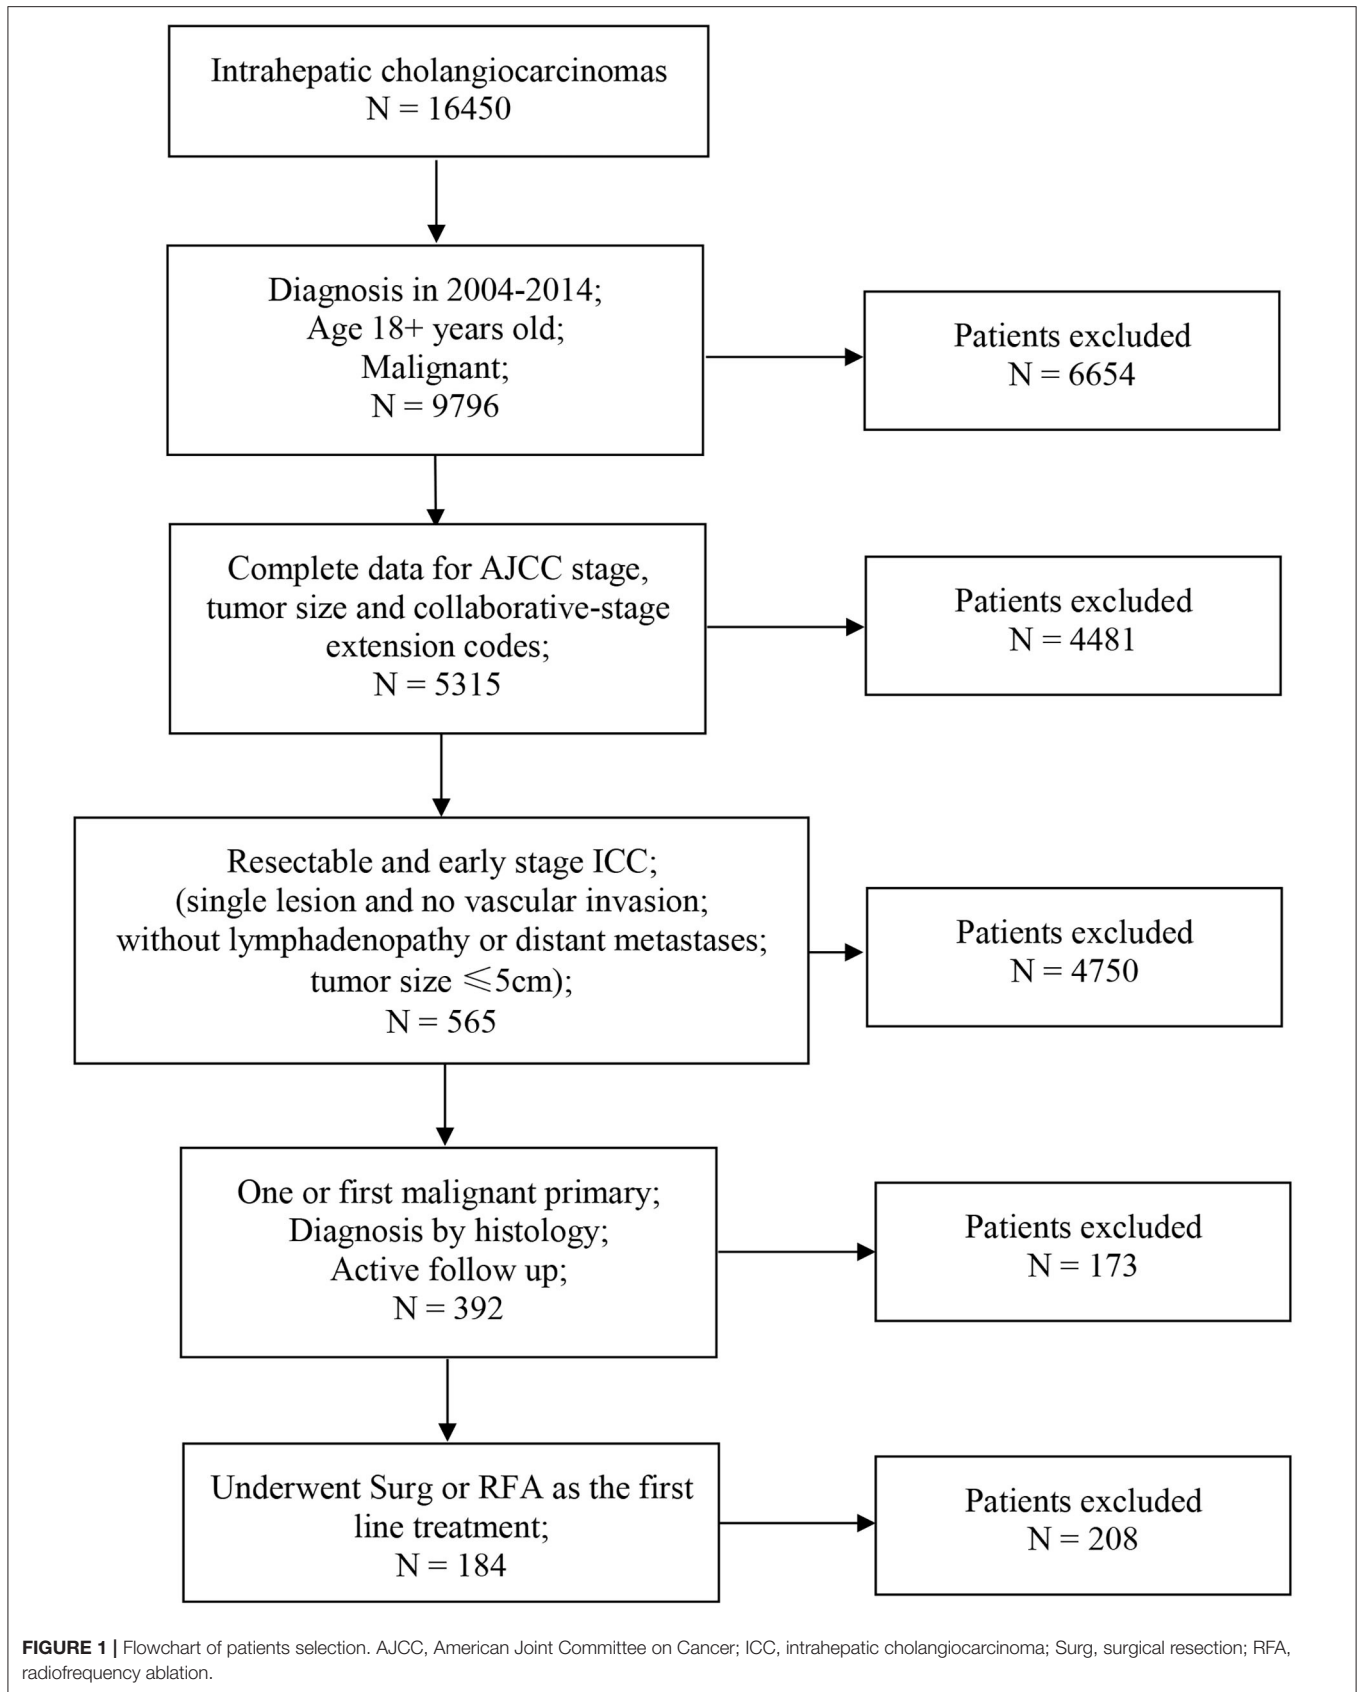 Intrahepatic cholangiocarcinomas
N = 16450
Diagnosis in 2004-2014;
Age 18+ years old;
Malignant;
N = 9796
Patients excluded
N = 6654
Complete data for AJCC stage,
tumor size and collaborative-stage
extension codes;
N = 5315
Patients excluded
N = 4481
Resectable and early stage ICC;
(single lesion and no vascular invasion;
without lymphadenopathy or distant metastases;
tumor size ⩽5cm);
N = 565
Patients excluded
N = 4750
One or first malignant primary;
Diagnosis by histology;
Active follow up;
N = 392
Patients excluded
N = 173
Underwent Surg or RFA as the first
line treatment;
N = 184
Patients excluded
N = 208
FIGURE 1 | Flowchart of patients selection. AJCC, American Joint Committee on Cancer; ICC, intrahepatic cholangiocarcinoma; Surg, surgical resection; RFA,
radiofrequency ablation.